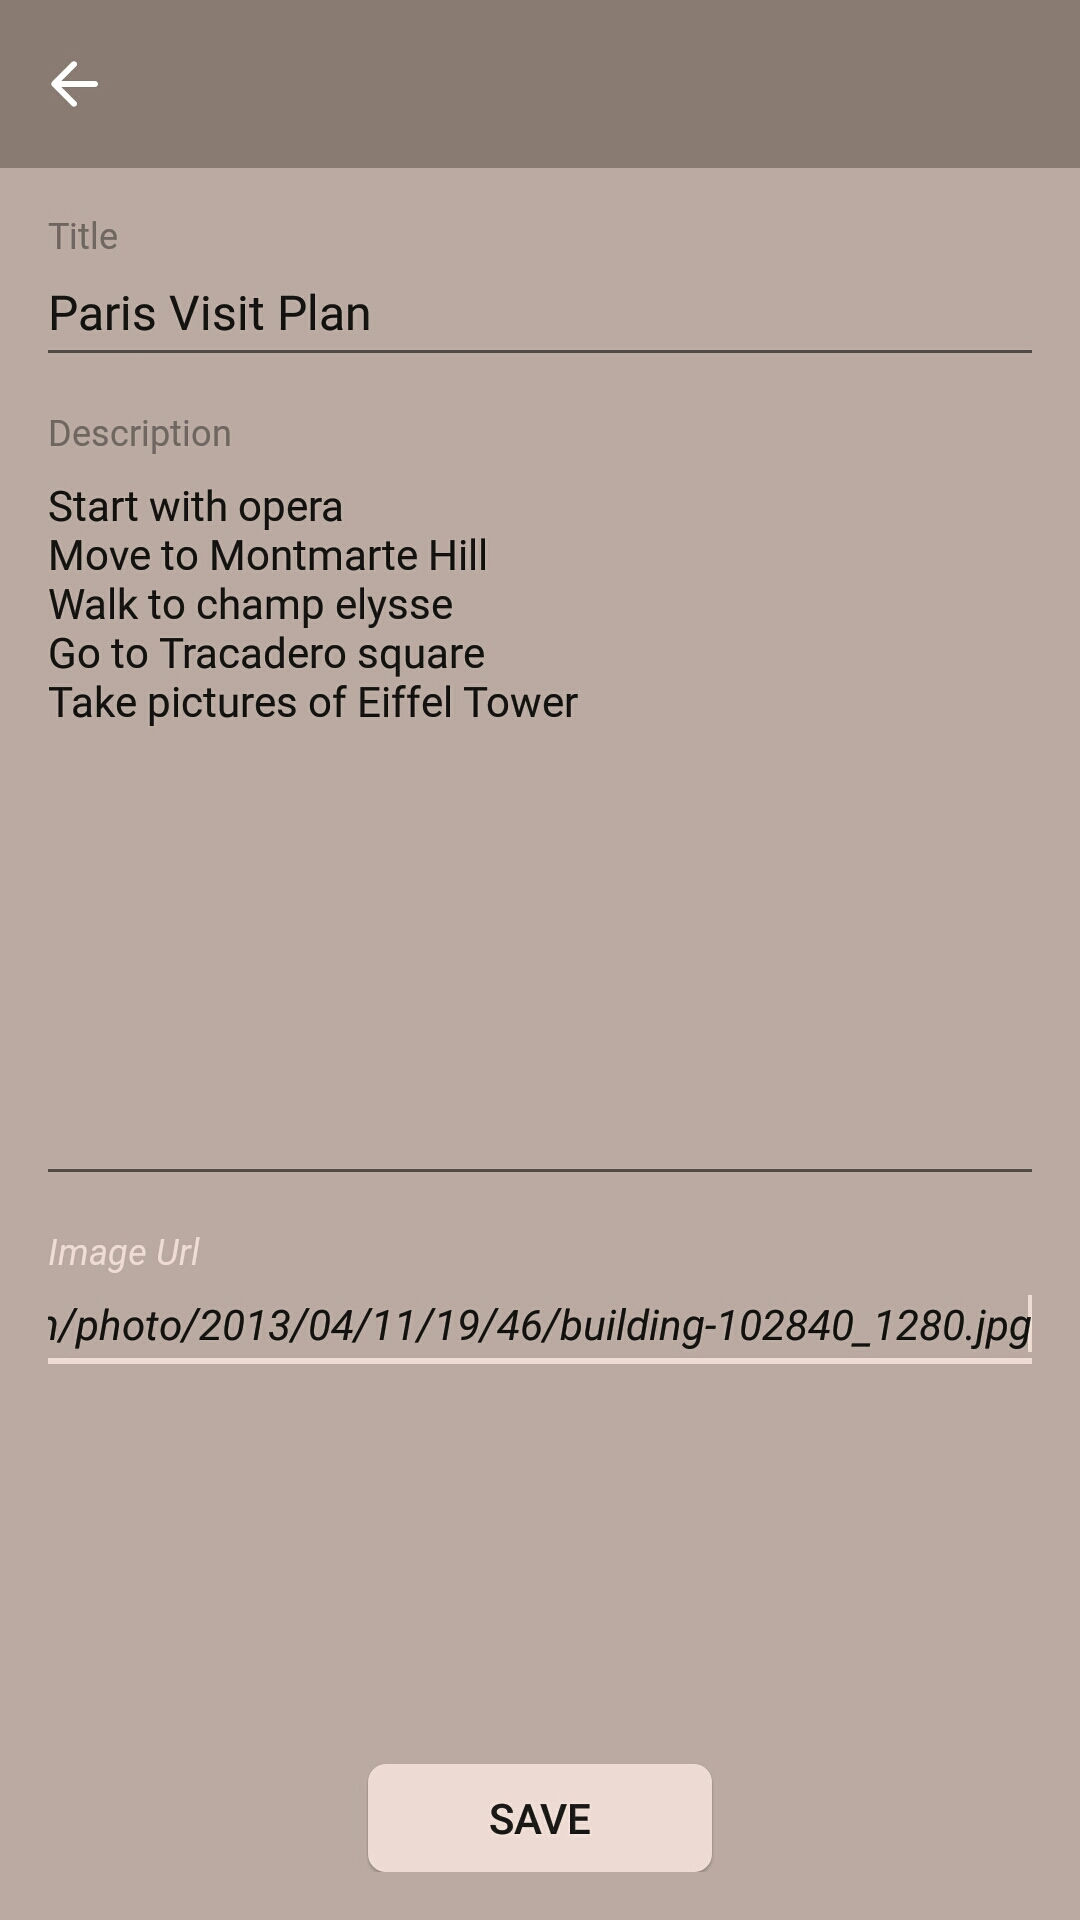 Title
Paris Visit Plan
Description
Start with opera
Move to Montmarte Hill
Walk to champ elysse
Go to Tracadero square
Take pictures of Eiffel Tower
Image Url
/photo/2013/04/11/19/46/building-102840_1280.jpg
SAVE